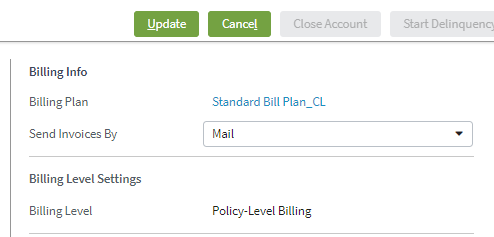 Update Cancel Close Account Start Delinquency
Billing Info
Billing Plan Standard Bill Plan_CL
Send Invoices By Mail
Billing Level Settings
Billing Level Policy-Level Billing